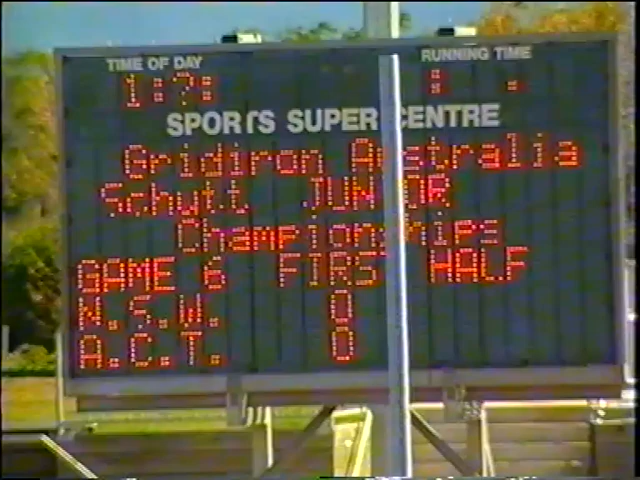 TIME OF DAY RUNNING TIME
1:?: : .
SPORTS SUPER CENTRE
Gridiron Australia
Schutt JUNIOR
Championships
GAME 6 FIRST HALF
N.S.W. 0
A.C.T. 0